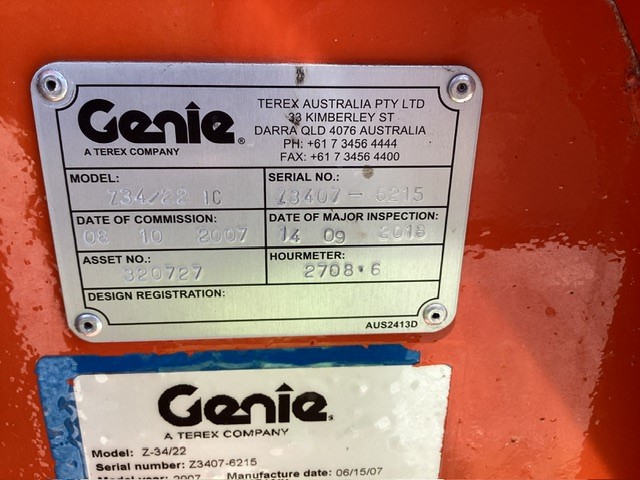 Genie®
A TEREX COMPANY
TEREX AUSTRALIA PTY LTD
33 KIMBERLEY ST
DARRA QLD 4076 AUSTRALIA
PH: +61 7 3456 4444
FAX: +61 7 3456 4400
MODEL: Z34/22 IC
SERIAL NO.: Z3407-6215
DATE OF COMMISSION: 08 10 2007
DATE OF MAJOR INSPECTION: 14 09 2018
ASSET NO.: 320727
HOURMETER: 2708.6
DESIGN REGISTRATION:
AUS2413D
Genie
A TEREX COMPANY
Model: Z-34/22
Serial number: Z3407-6215
Model year: 2007 Manufacture date: 06/15/07